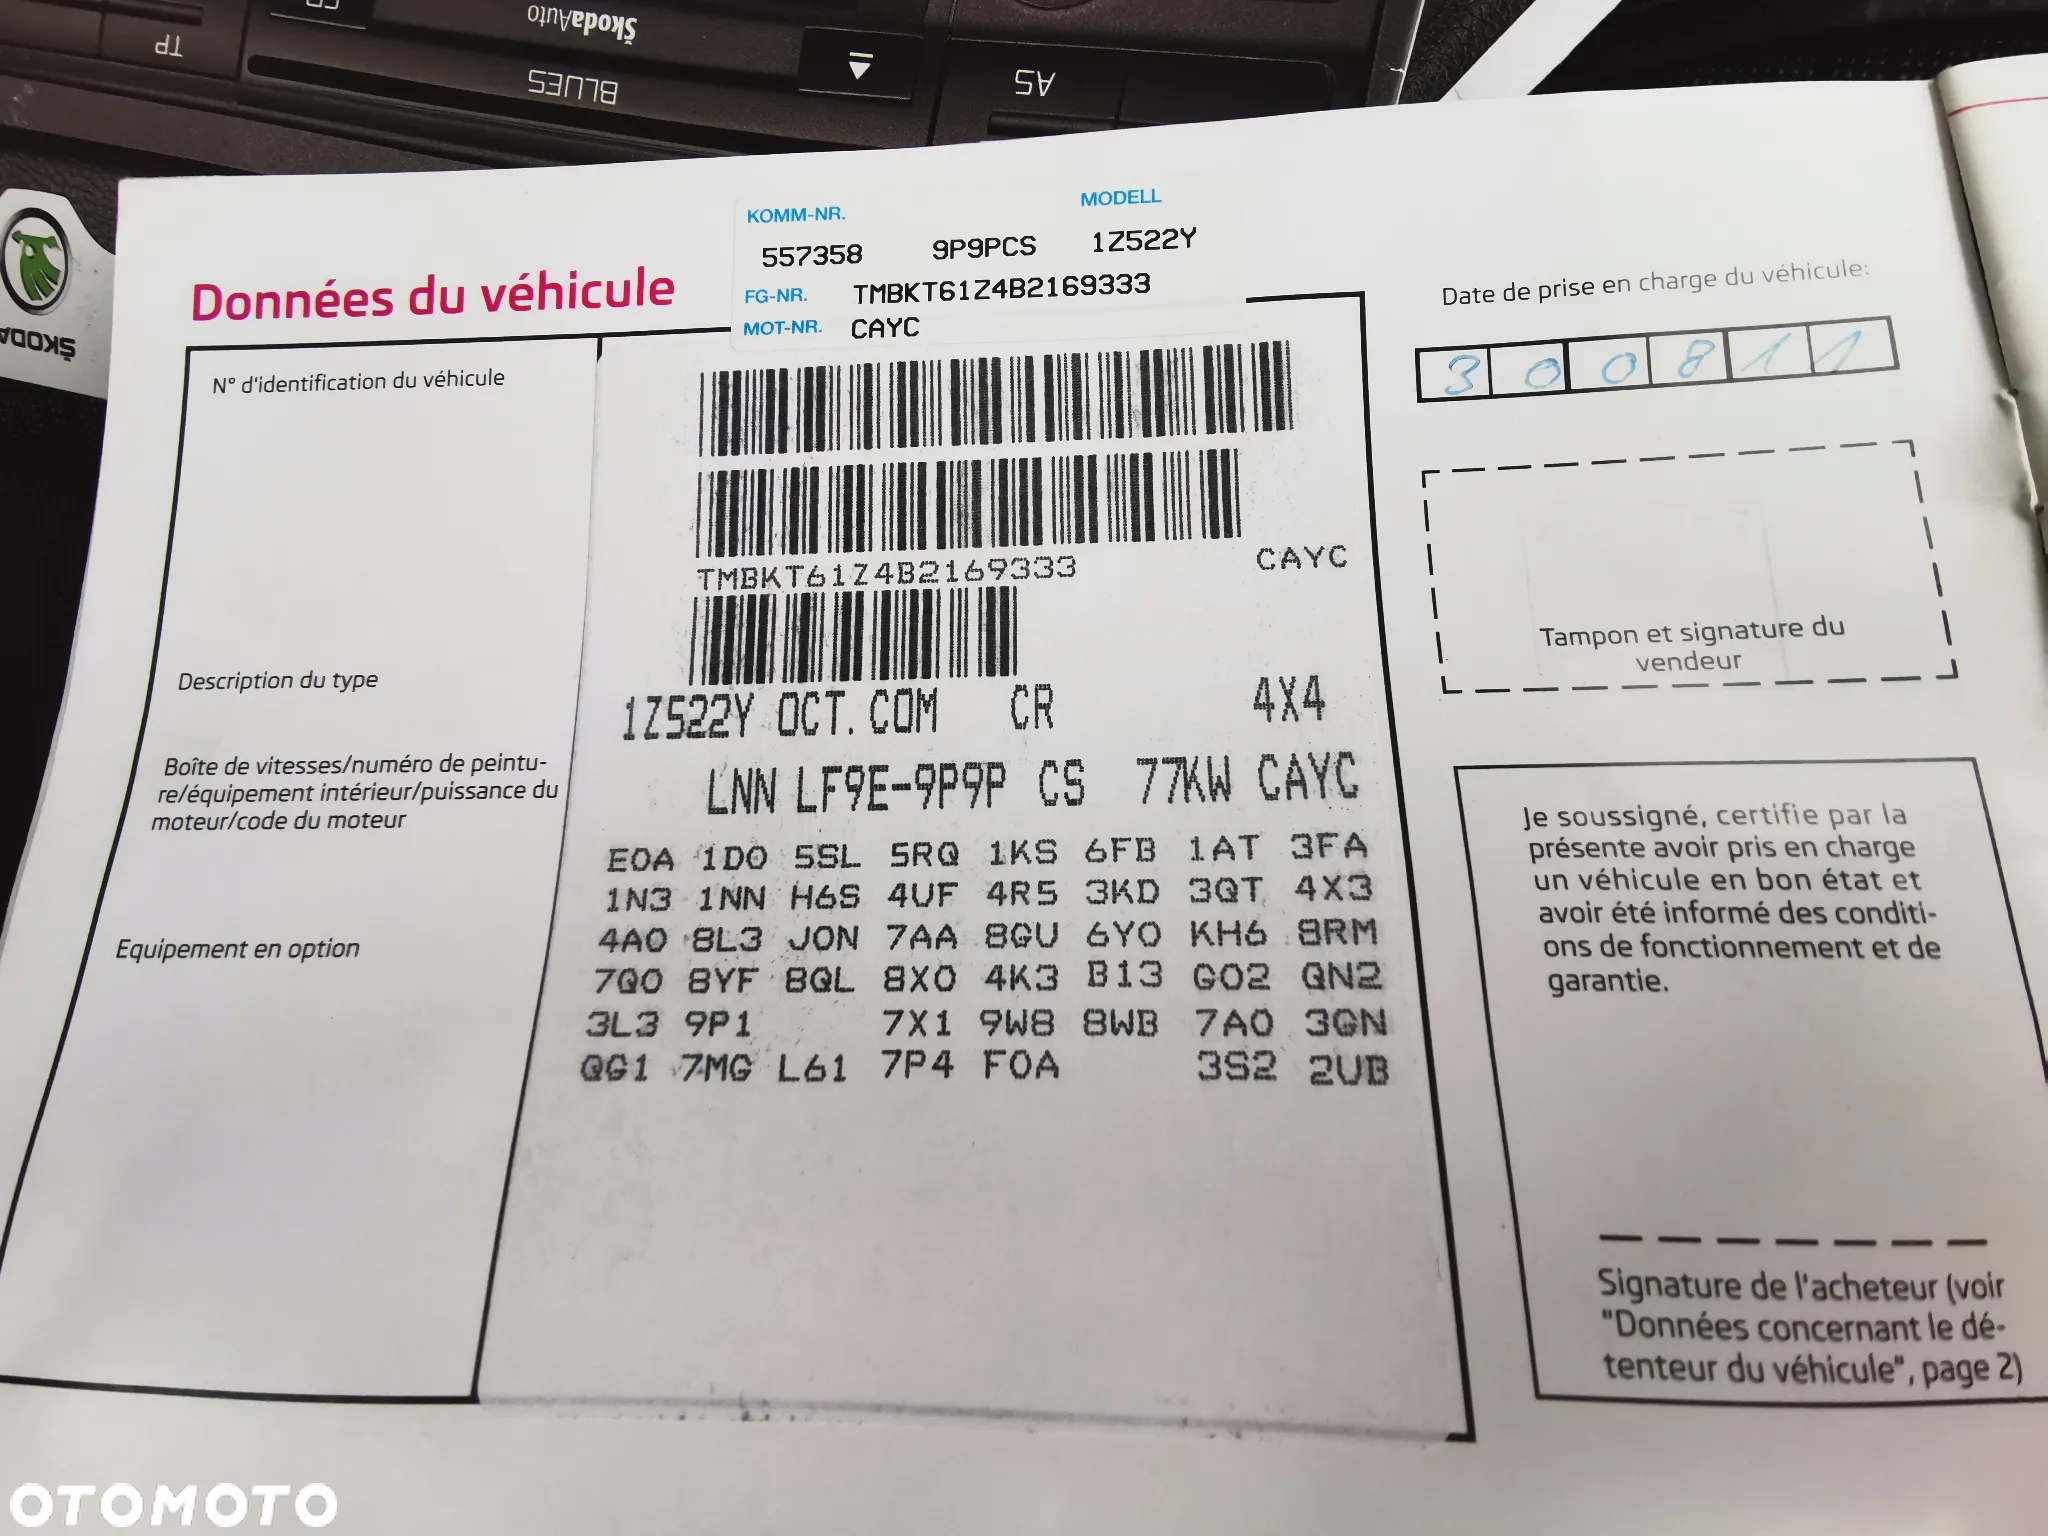 CD
TP
ŠkodaAuto
BLUES
AS
ŠKODA
KOMM-NR.
MODELL
557358 9P9PCS 1Z522Y
FG-NR. TMBKT61Z4B2169333
MOT-NR. CAYC
Données du véhicule
N° d'identification du véhicule
TMBKT61Z4B2169333 CAYC
Description du type
1Z522Y OCT.COM CR 4X4
Boîte de vitesses/numéro de peintu-
re/équipement intérieur/puissance du
moteur/code du moteur
LNN LF9E-9P9P CS 77KW CAYC
Equipement en option
E0A 1D0 5SL 5RQ 1KS 6FB 1AT 3FA
1N3 1NN H6S 4UF 4R5 3KD 3QT 4X3
4A0 8L3 J0N 7AA 8GU 6Y0 KH6 8RM
7Q0 8YF 8QL 8X0 4K3 B13 G02 QN2
3L3 9P1 7X1 9W8 8WB 7A0 3GN
QG1 7MG L61 7P4 F0A 3S2 2UB
Date de prise en charge du véhicule:
3 0 0 8 1 1
Tampon et signature du
vendeur
Je soussigné, certifie par la
présente avoir pris en charge
un véhicule en bon état et
avoir été informé des conditi-
ons de fonctionnement et de
garantie.
Signature de l'acheteur (voir
"Données concernant le dé-
tenteur du véhicule", page 2)
OTOMOTO